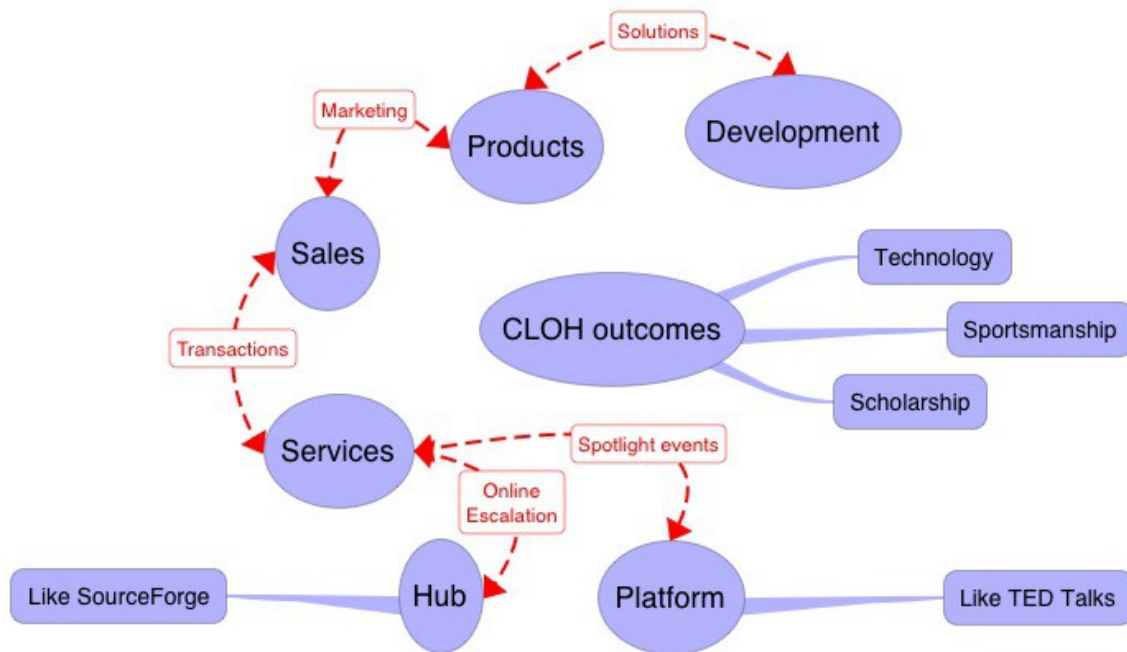 Solutions
Marketing
Products
Development
Sales
Technology
CLOH outcomes
Sportsmanship
Transactions
Scholarship
Services
Spotlight events
Online
Escalation
Like SourceForge
Hub
Platform
Like TED Talks